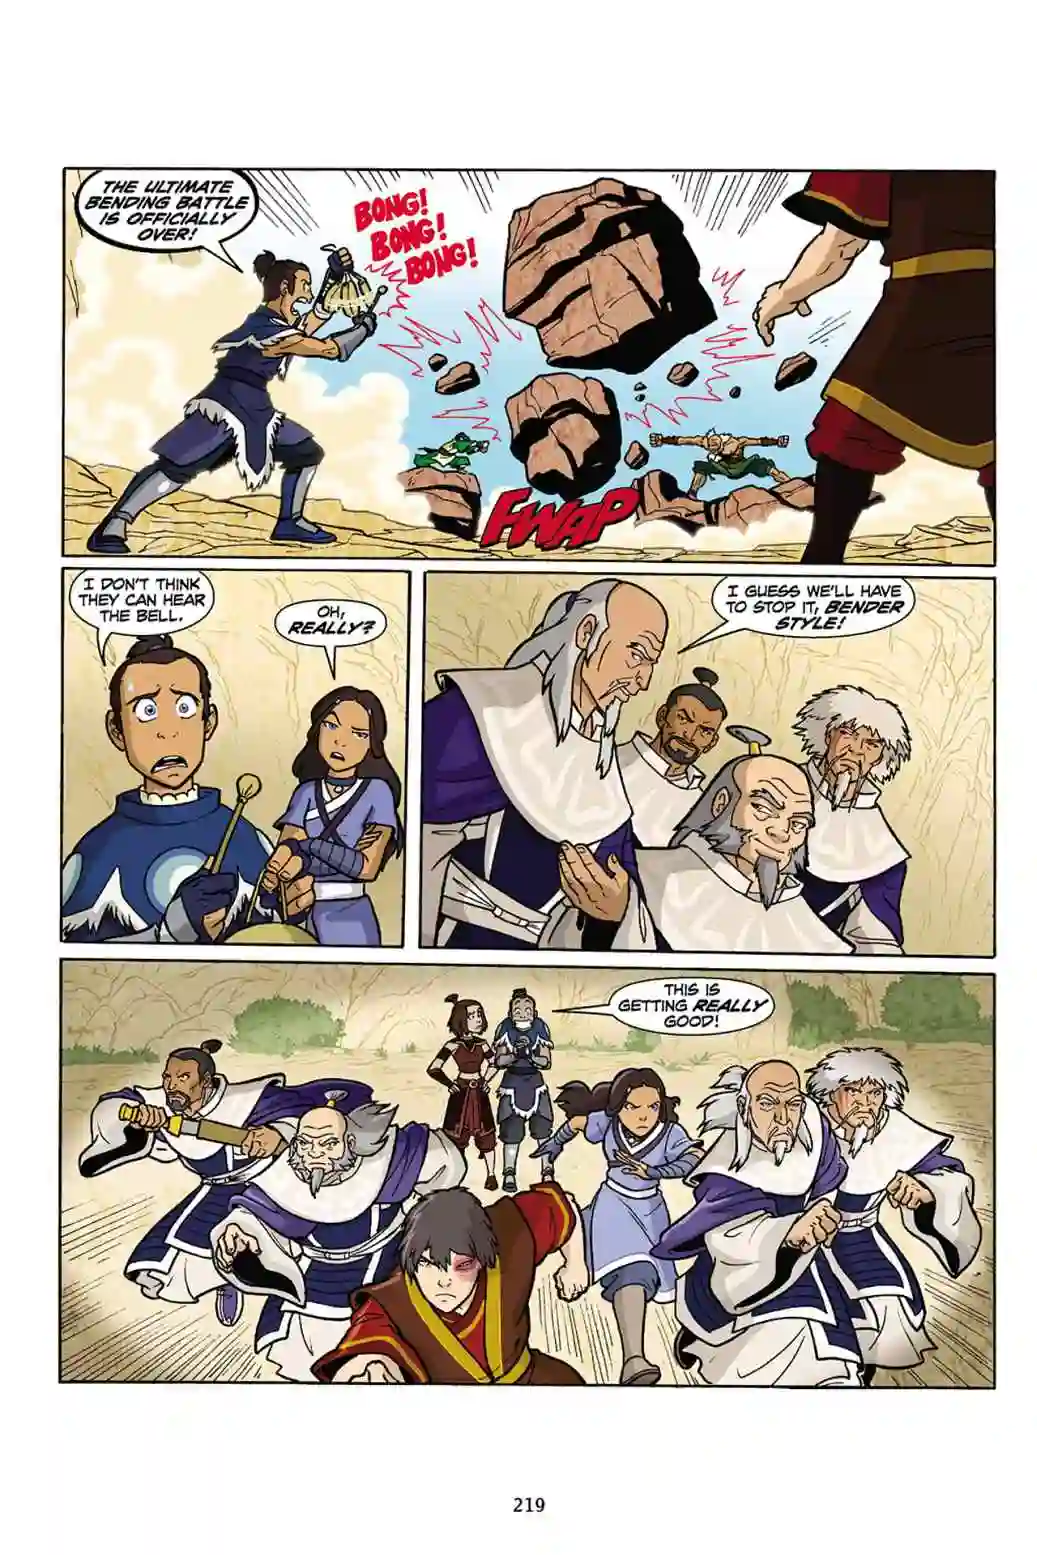 THE ULTIMATE
BENDING BATTLE
IS OFFICIALLY
OVER!
BONG!
BONG!
BONG!
FWAP
I DON'T THINK
THEY CAN HEAR
THE BELL.
OH,
REALLY?
I GUESS WE'LL HAVE
TO STOP IT, BENDER
STYLE!
THIS IS
GETTING REALLY
GOOD!
219